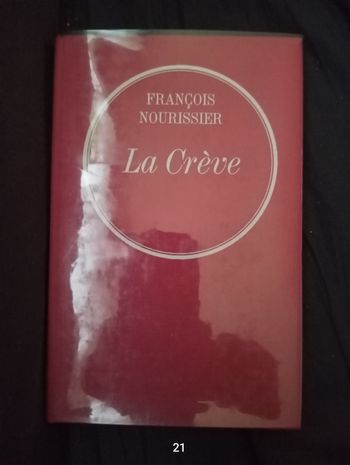 FRANÇOIS
NOURISSIER
La Crève
21